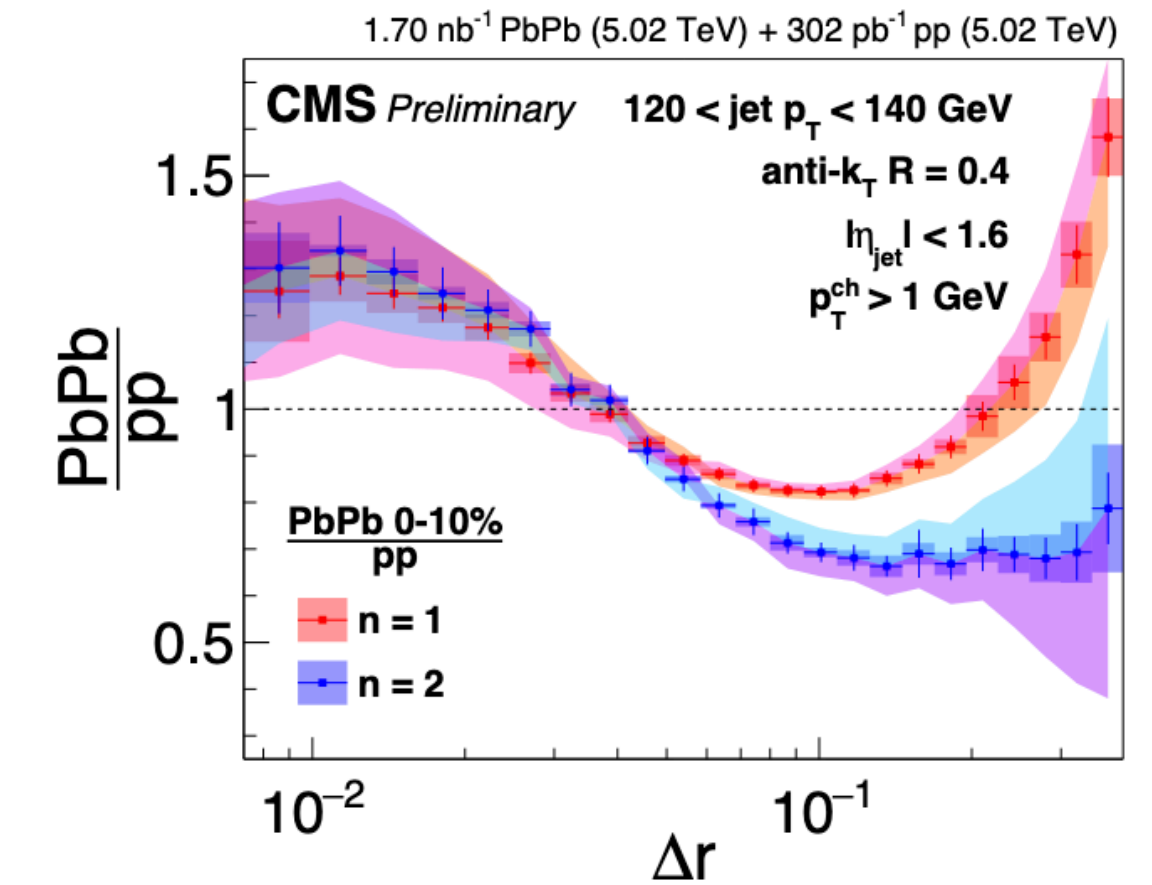 1.70 nb⁻¹ PbPb (5.02 TeV) + 302 pb⁻¹ pp (5.02 TeV)
CMS Preliminary
120 < jet p_T < 140 GeV
anti-k_T R = 0.4
|η_jet| < 1.6
p_T^ch > 1 GeV
1.5
1
0.5
PbPb
pp
PbPb 0-10%
pp
n = 1
n = 2
10⁻²
10⁻¹
Δr